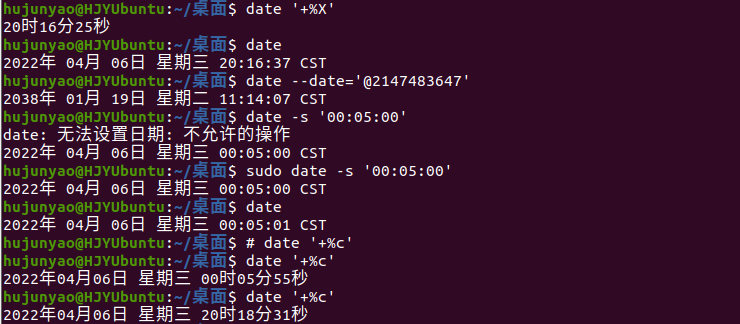 hujunyao@HJYUbuntu:~/桌面$ date '+%X'
20时16分25秒
hujunyao@HJYUbuntu:~/桌面$ date
2022年 04月 06日 星期三 20:16:37 CST
hujunyao@HJYUbuntu:~/桌面$ date --date='@2147483647'
2038年 01月 19日 星期二 11:14:07 CST
hujunyao@HJYUbuntu:~/桌面$ date -s '00:05:00'
date: 无法设置日期: 不允许的操作
2022年 04月 06日 星期三 00:05:00 CST
hujunyao@HJYUbuntu:~/桌面$ sudo date -s '00:05:00'
2022年 04月 06日 星期三 00:05:00 CST
hujunyao@HJYUbuntu:~/桌面$ date
2022年 04月 06日 星期三 00:05:01 CST
hujunyao@HJYUbuntu:~/桌面$ # date '+%c'
hujunyao@HJYUbuntu:~/桌面$ date '+%c'
2022年04月06日 星期三 00时05分55秒
hujunyao@HJYUbuntu:~/桌面$ date '+%c'
2022年04月06日 星期三 20时18分31秒